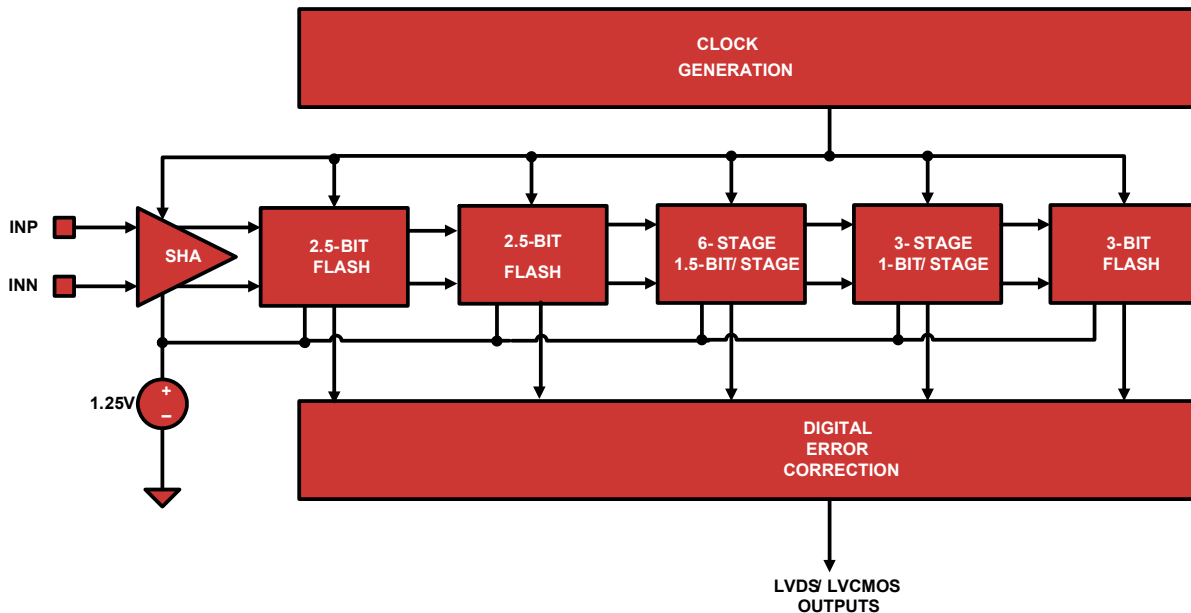 CLOCK
GENERATION
INP
INN
SHA
2.5-BIT
FLASH
2.5-BIT
FLASH
6- STAGE
1.5-BIT/ STAGE
3- STAGE
1-BIT/ STAGE
3-BIT
FLASH
1.25V
+
–
DIGITAL
ERROR
CORRECTION
LVDS/ LVCMOS
OUTPUTS